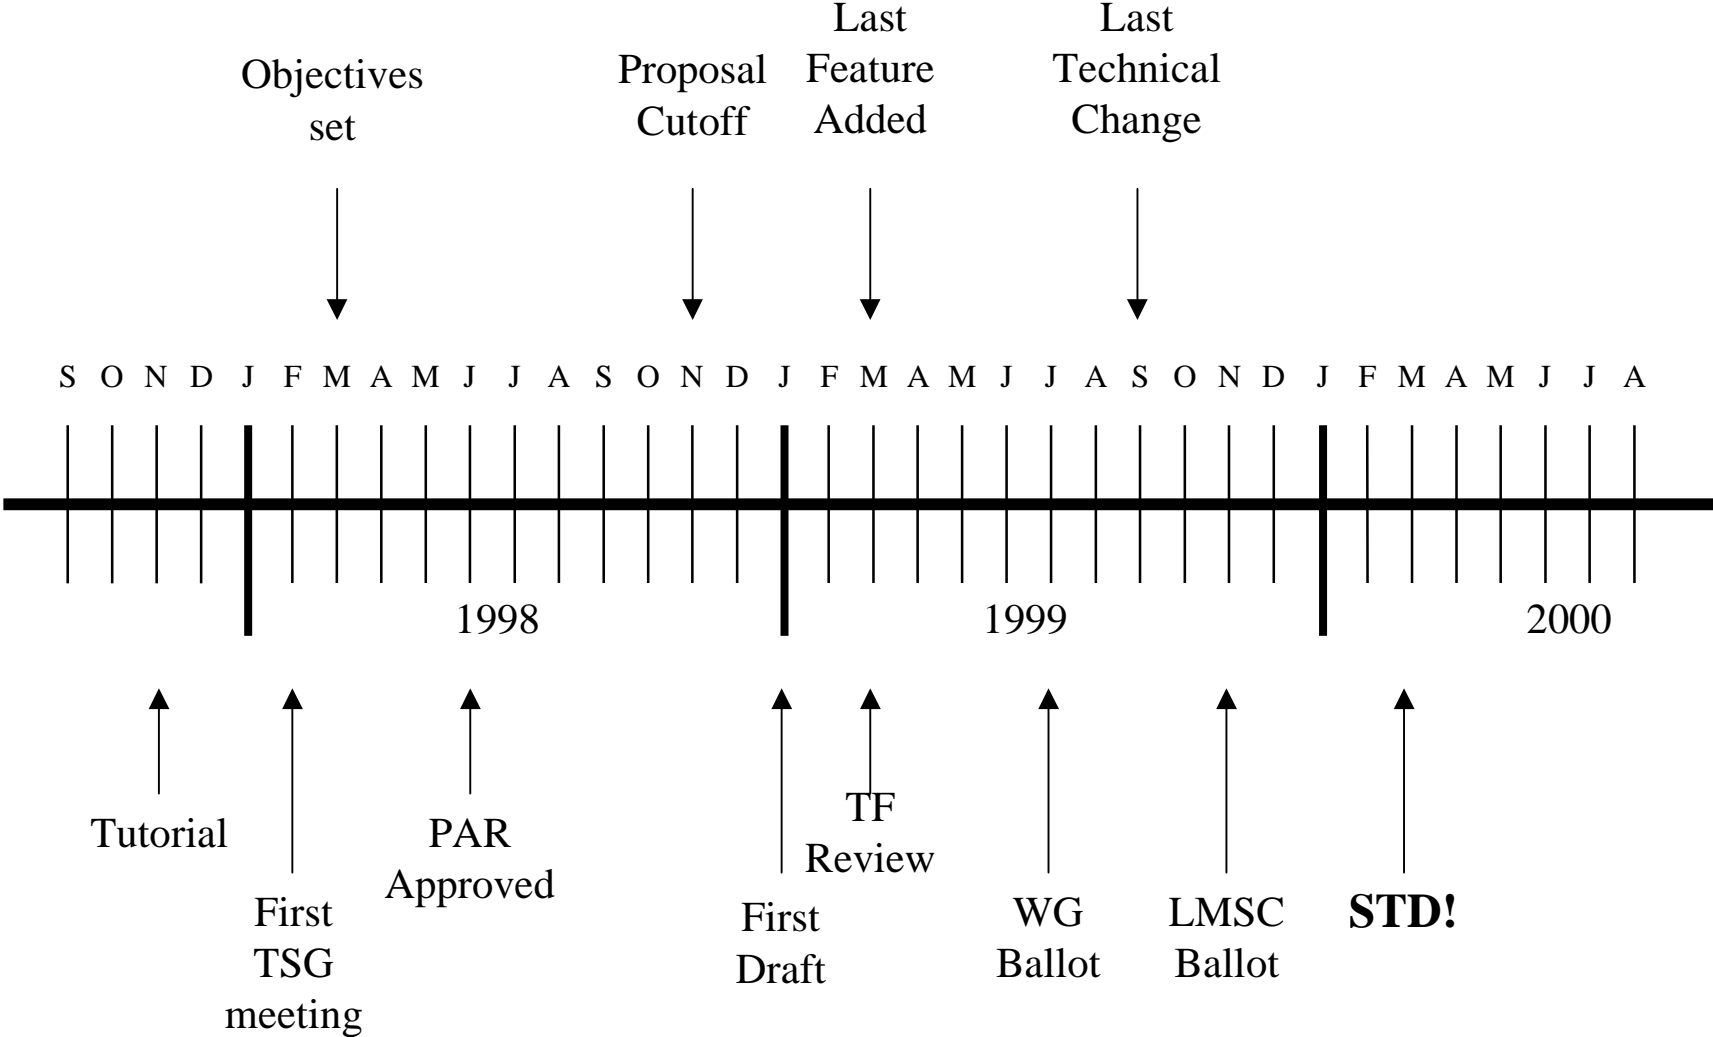 Objectives
set
Proposal
Cutoff
Last
Feature
Added
Last
Technical
Change
S O N D J F M A M J J A S O N D J F M A M J J A S O N D J F M A M J J A
1998 1999 2000
Tutorial
First
TSG
meeting
PAR
Approved
First
Draft
TF
Review
WG
Ballot
LMSC
Ballot
STD!